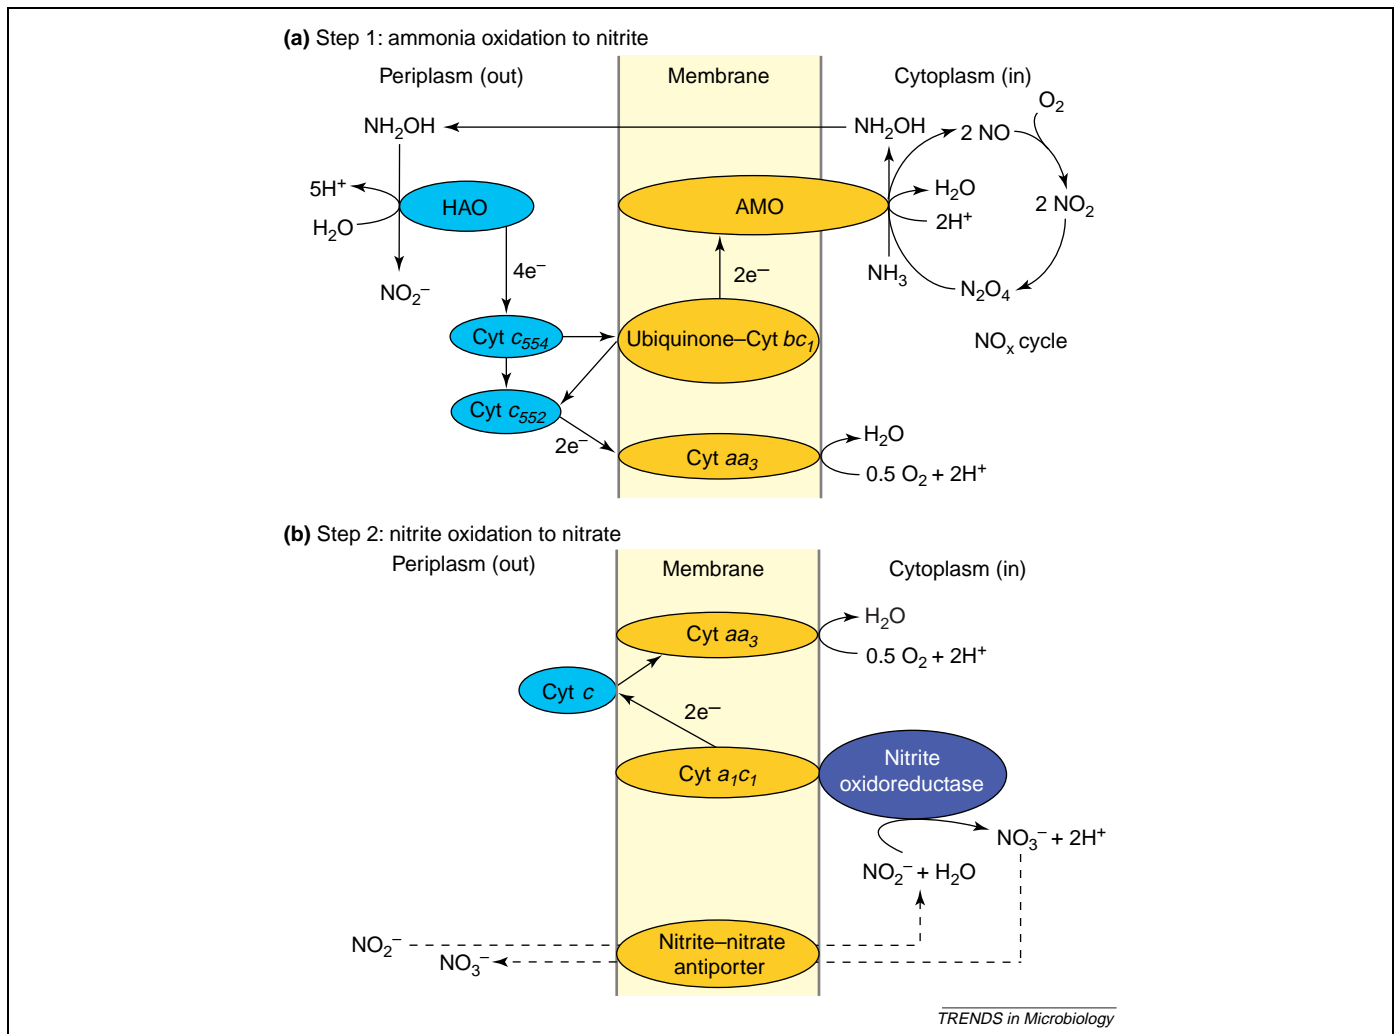 (a) Step 1: ammonia oxidation to nitrite
Periplasm (out)
Membrane
Cytoplasm (in)
NH₂OH
NH₂OH
2 NO
O₂
5H⁺
HAO
H₂O
AMO
H₂O
2H⁺
2 NO₂
NO₂⁻
4e⁻
2e⁻
NH₃
N₂O₄
Cyt c₅₅₄
Ubiquinone–Cyt bc₁
NOₓ cycle
Cyt c₅₅₂
2e⁻
Cyt aa₃
H₂O
0.5 O₂ + 2H⁺
(b) Step 2: nitrite oxidation to nitrate
Periplasm (out)
Membrane
Cytoplasm (in)
Cyt aa₃
H₂O
0.5 O₂ + 2H⁺
Cyt c
2e⁻
Cyt a₁c₁
Nitrite
oxidoreductase
NO₃⁻ + 2H⁺
NO₂⁻ + H₂O
NO₂⁻
NO₃⁻
Nitrite–nitrate
antiporter
TRENDS in Microbiology